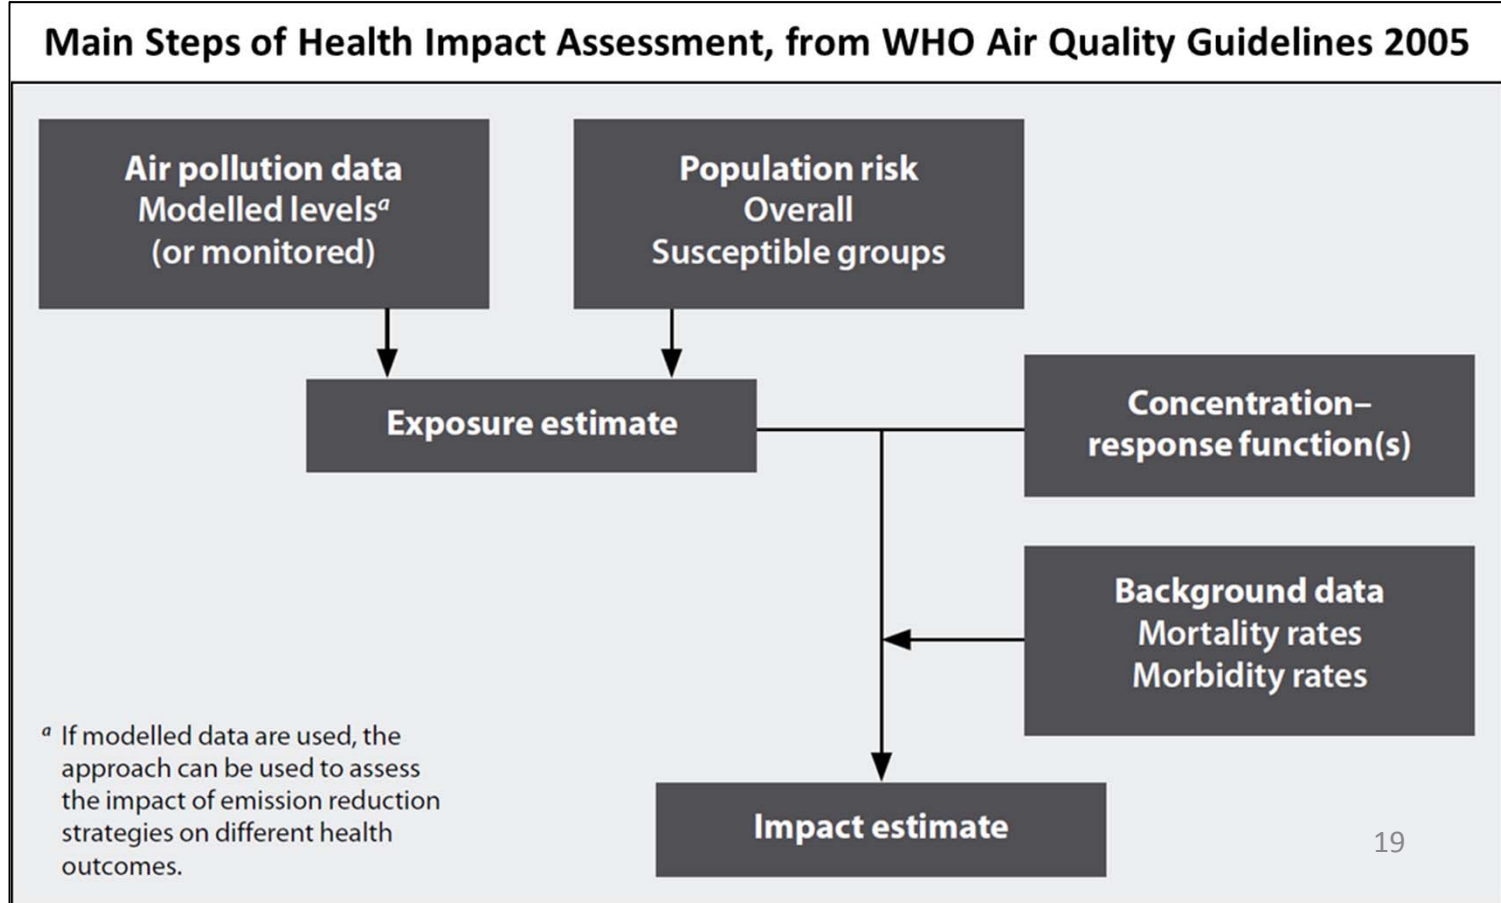 Main Steps of Health Impact Assessment, from WHO Air Quality Guidelines 2005
Air pollution data
Modelled levelsᵃ
(or monitored)
Population risk
Overall
Susceptible groups
Exposure estimate
Concentration–
response function(s)
Background data
Mortality rates
Morbidity rates
ᵃ If modelled data are used, the
approach can be used to assess
the impact of emission reduction
strategies on different health
outcomes.
Impact estimate
19